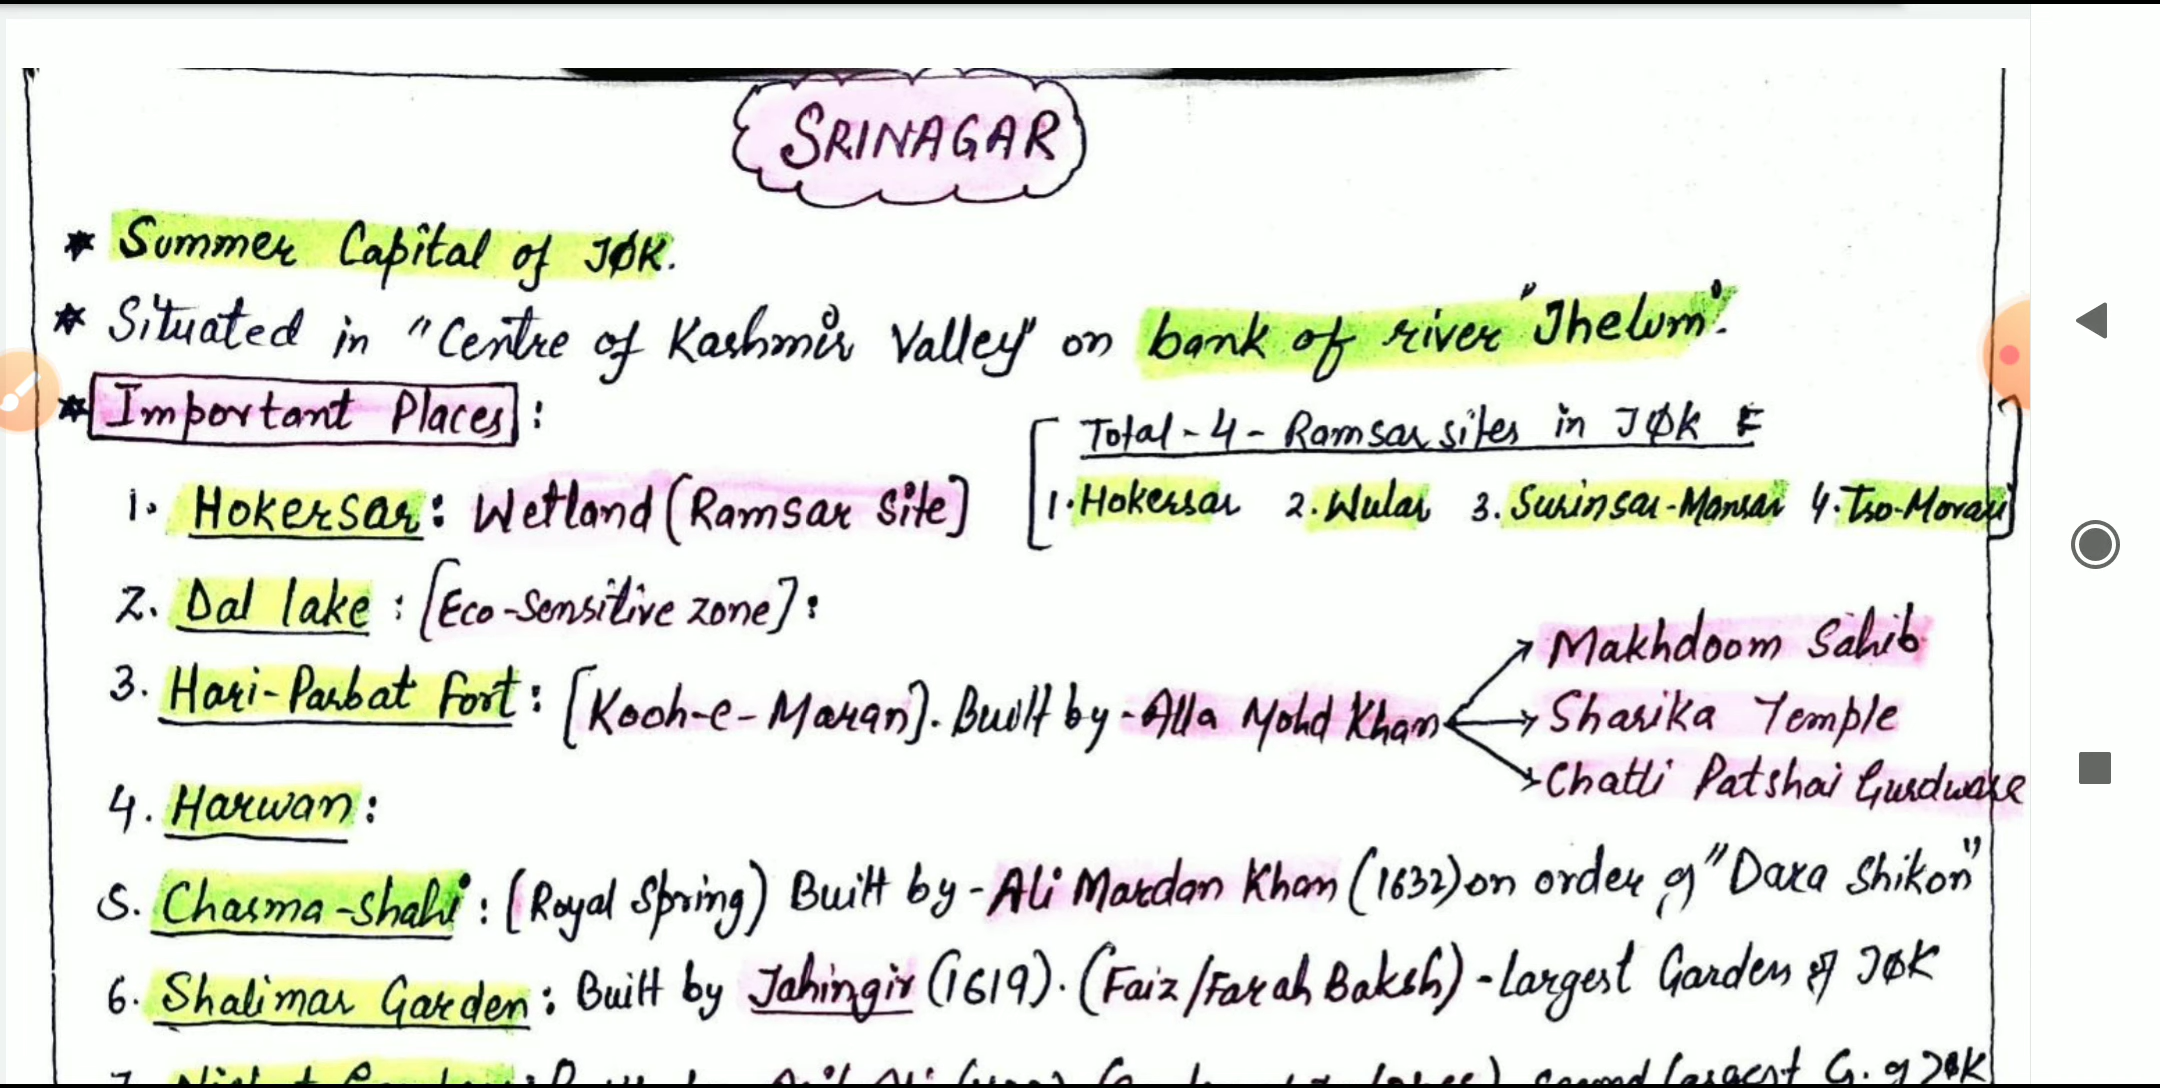 SRINAGAR
* Summer Capital of J&K.
* Situated in "Centre of Kashmir Valley" on bank of river "Jhelum".
* Important Places :
[Total-4-Ramsar sites in J&K
1. Hokersar: Wetland (Ramsar Site]
1. Hokersar 2. Wular 3. Surinsar-Mansar 4. Tso-Morari]
2. Dal lake : [Eco-Sensitive zone]:
3. Hari-Parbat Fort: [Kooh-e-Maran]. Built by - Alla Mohd Khan
→ Makhdoom Sahib
→ Sharika Temple
→ Chatti Patshai Gurdware
4. Harwan:
5. Chasma-shahi : (Royal Spring) Built by - Ali Mardan Khan (1632) on order of "Dara Shikoh"
6. Shalimar Garden: Built by Jahingir (1619). (Faiz/Farah Baksh) - Largest Garden of J&K